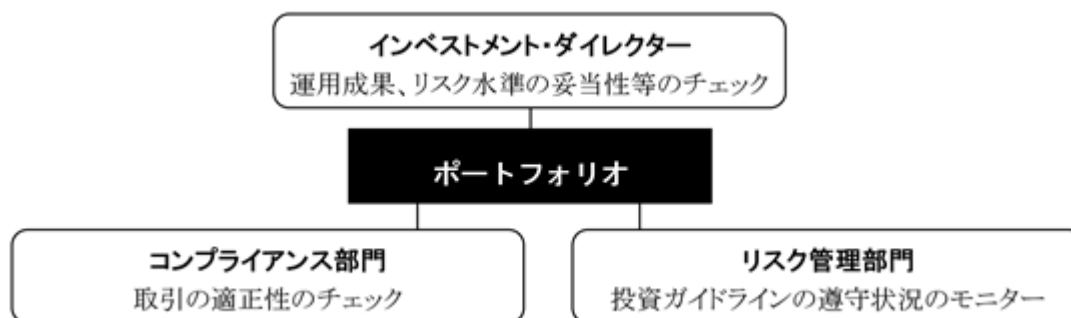 インベストメント・ダイレクター
運用成果、リスク水準の妥当性等のチェック
ポートフォリオ
コンプライアンス部門
取引の適正性のチェック
リスク管理部門
投資ガイドラインの遵守状況のモニター